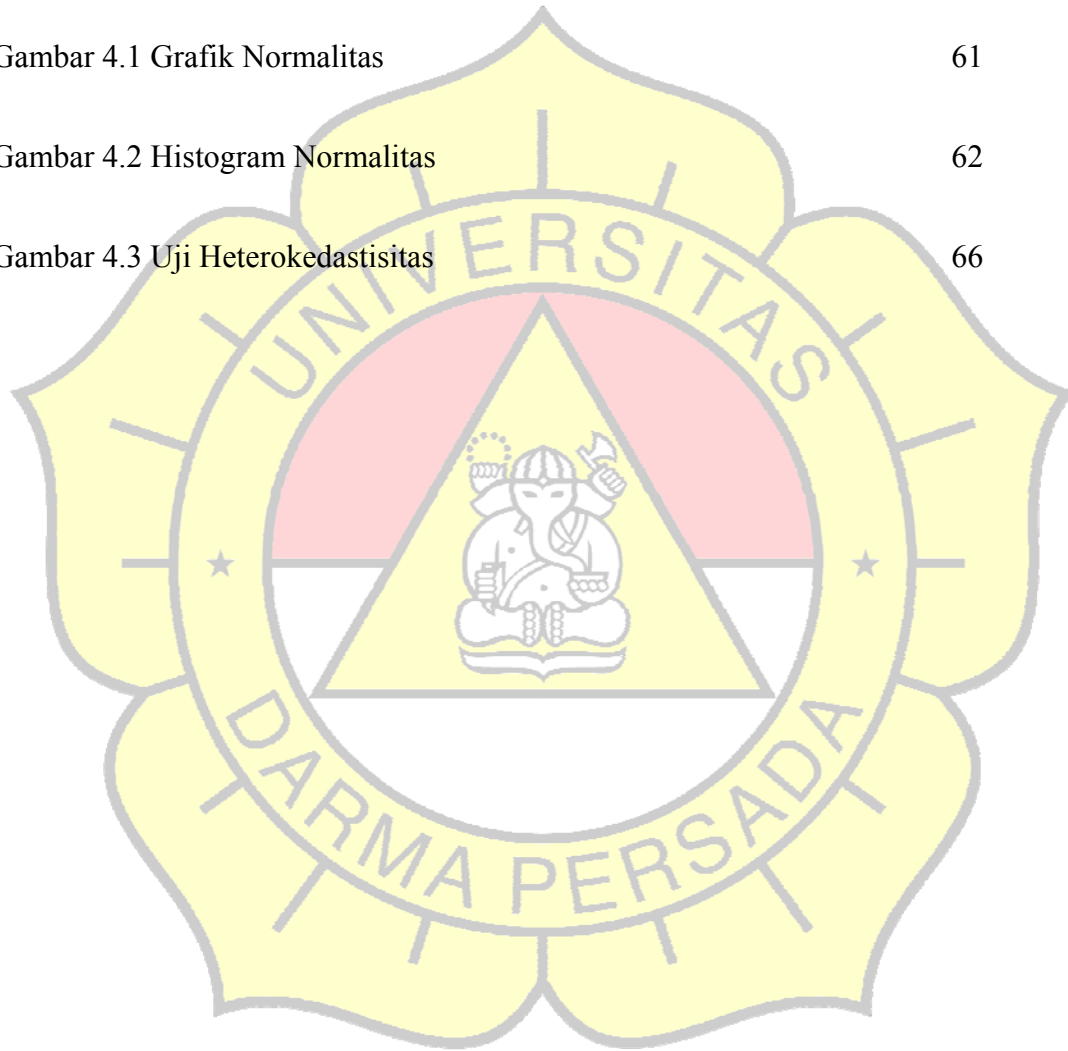 Gambar 4.1 Grafik Normalitas 61
Gambar 4.2 Histogram Normalitas 62
Gambar 4.3 Uji Heterokedastisitas 66
UNIVERSITAS
DARMA PERSADA